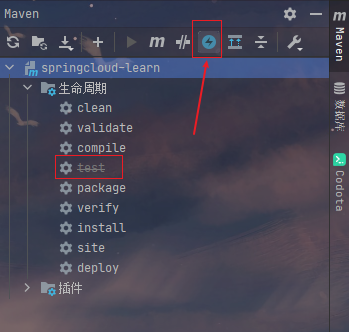 Maven
springcloud-learn
生命周期
clean
validate
compile
test
package
verify
install
site
deploy
插件
Maven
数据库
Codota